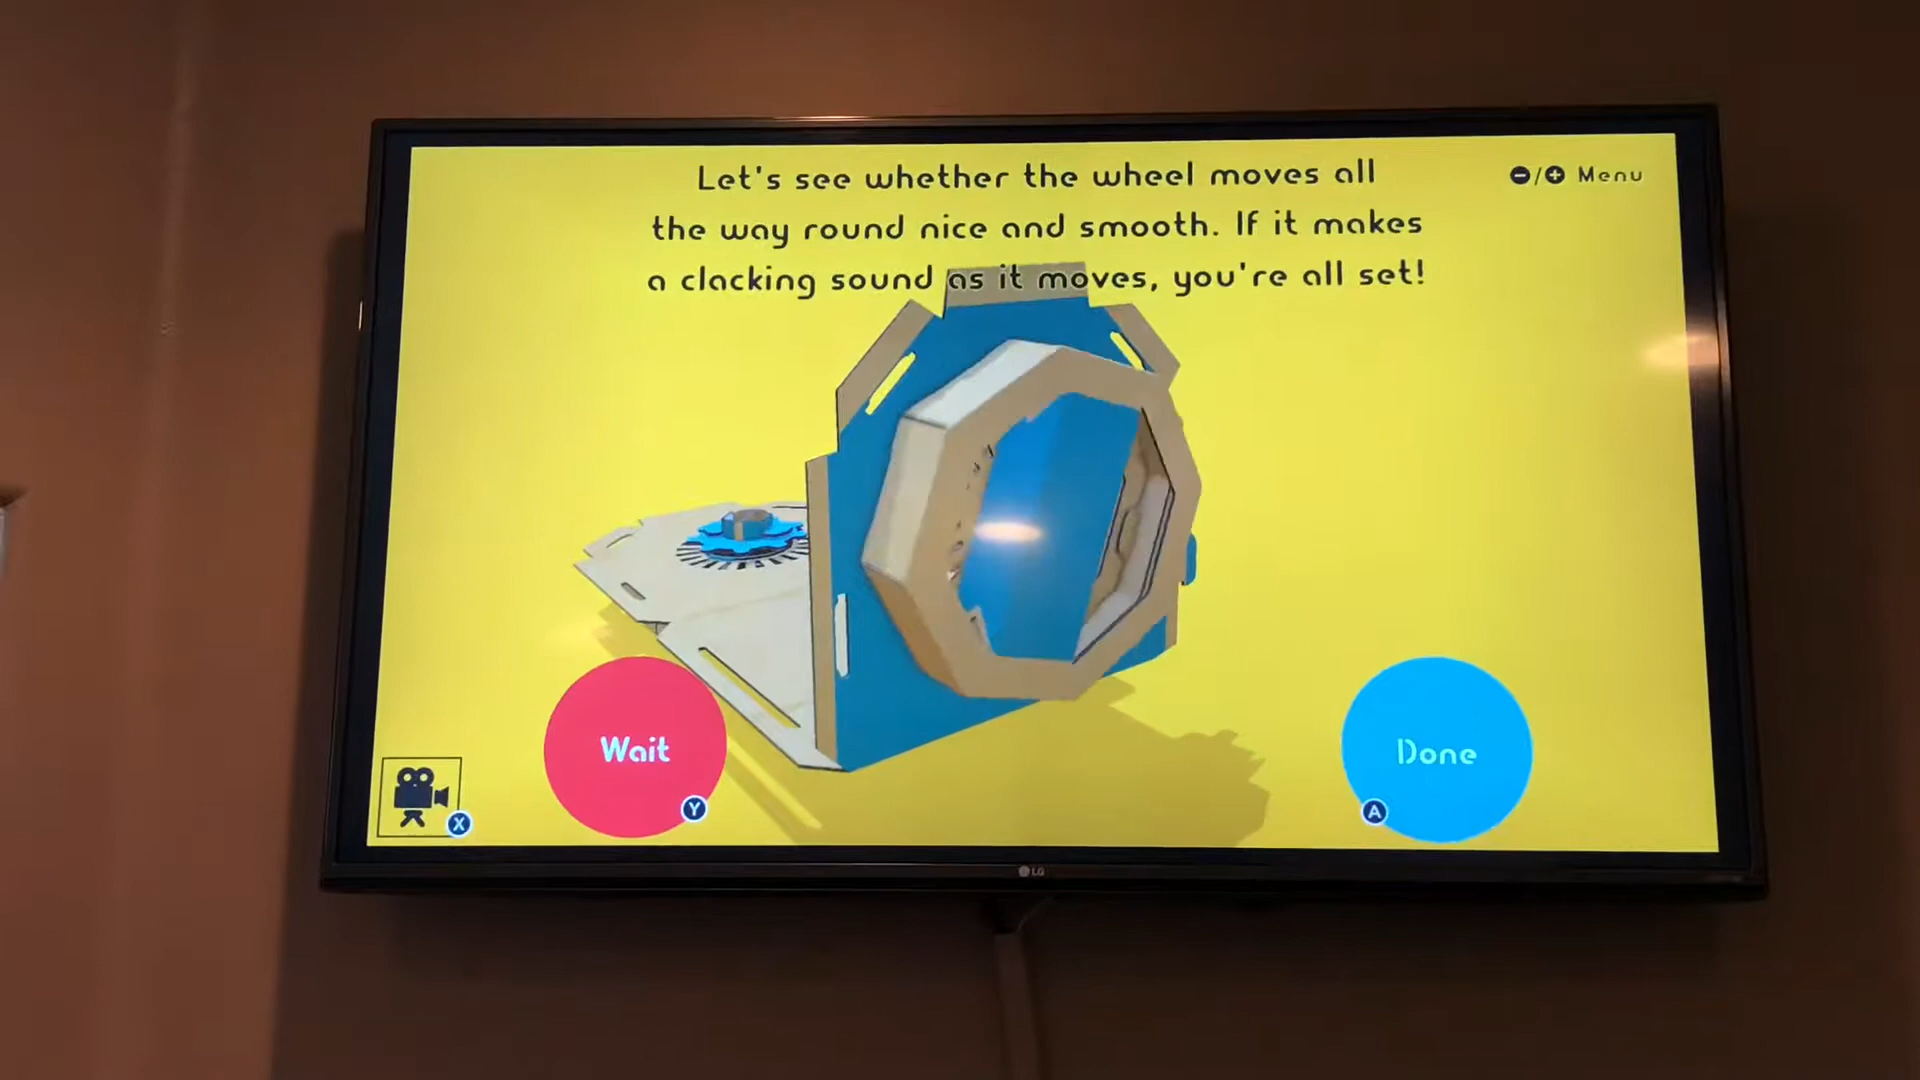 Let's see whether the wheel moves all
the way round nice and smooth. If it makes
a clacking sound as it moves, you're all set!
-/+ Menu
Wait
Y
Done
A
X
LG